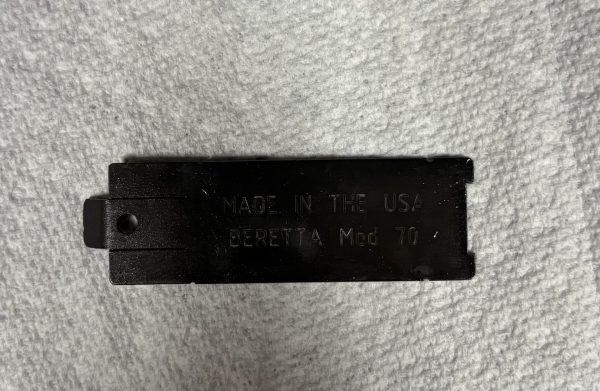 MADE IN THE USA
BERETTA Mod 70